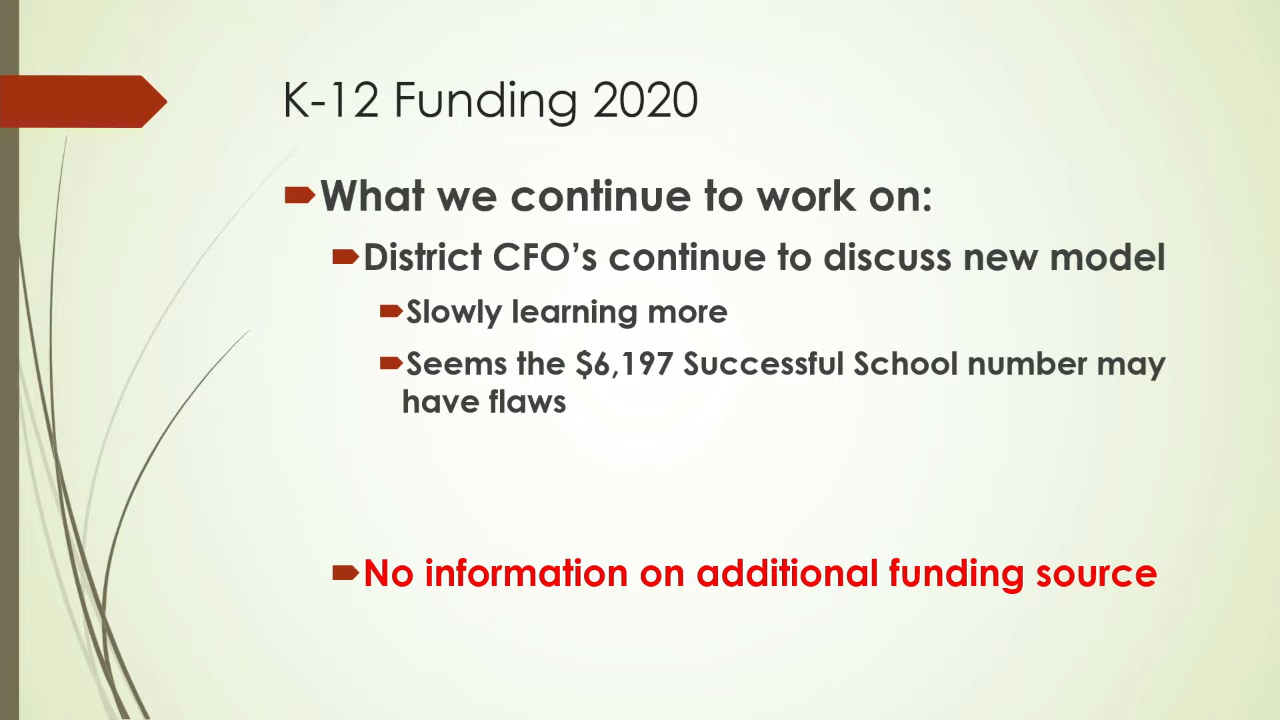 K-12 Funding 2020
What we continue to work on:
District CFO’s continue to discuss new model
Slowly learning more
Seems the $6,197 Successful School number may
have flaws
No information on additional funding source